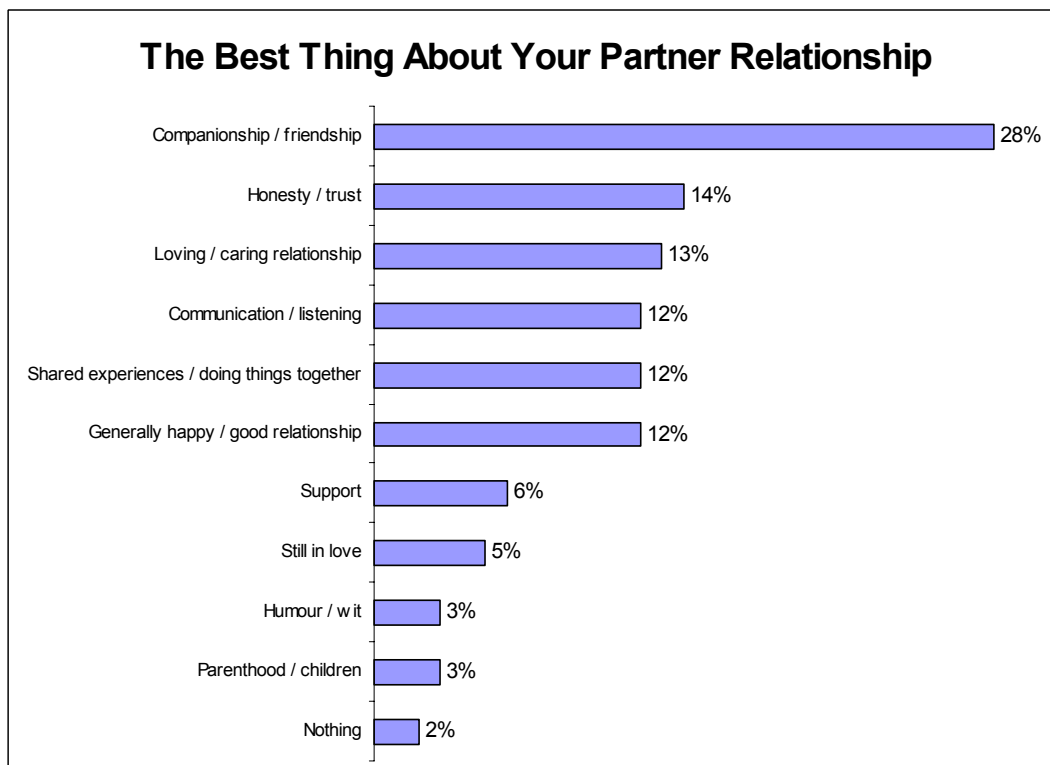 The Best Thing About Your Partner Relationship
Companionship / friendship 28%
Honesty / trust 14%
Loving / caring relationship 13%
Communication / listening 12%
Shared experiences / doing things together 12%
Generally happy / good relationship 12%
Support 6%
Still in love 5%
Humour / wit 3%
Parenthood / children 3%
Nothing 2%